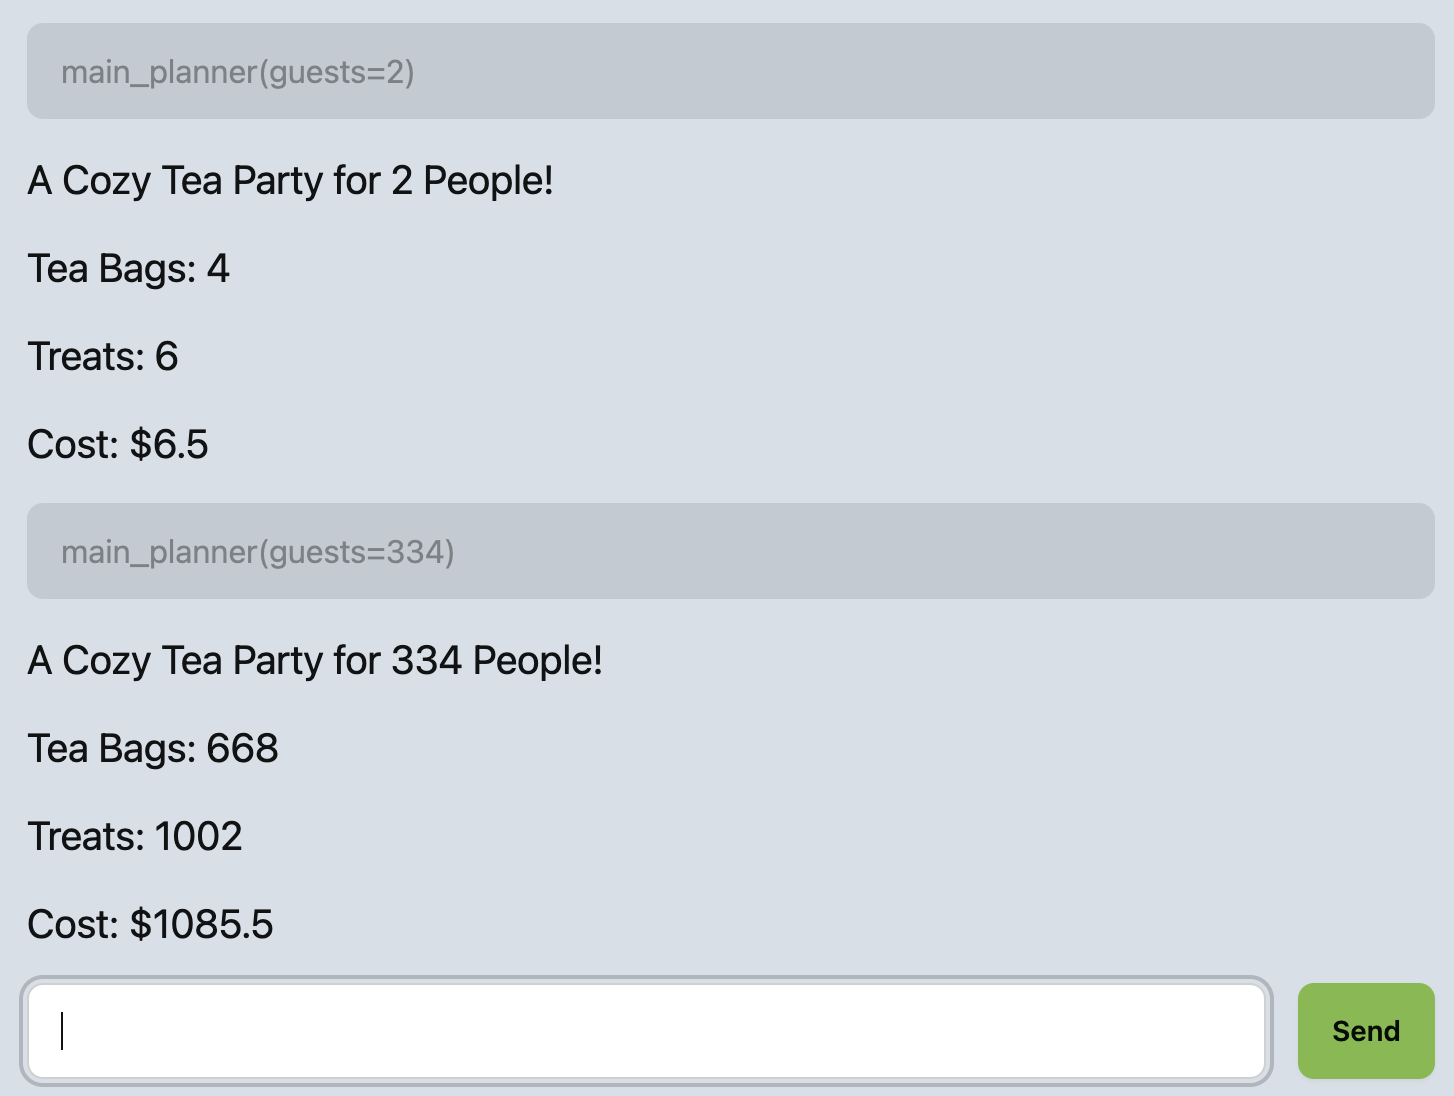 main_planner(guests=2)
A Cozy Tea Party for 2 People!
Tea Bags: 4
Treats: 6
Cost: $6.5
main_planner(guests=334)
A Cozy Tea Party for 334 People!
Tea Bags: 668
Treats: 1002
Cost: $1085.5
Send